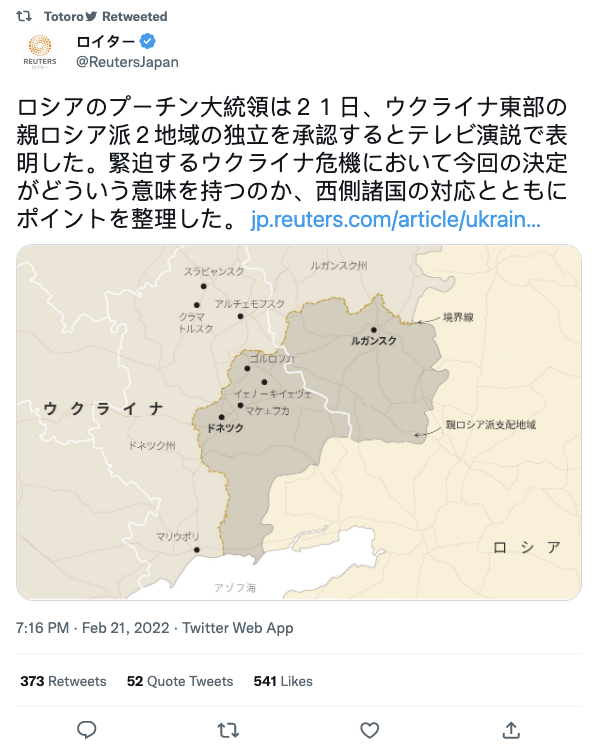 Totoro Retweeted
ロイター
@ReutersJapan
REUTERS
ロイター
ロシアのプーチン大統領は２１日、ウクライナ東部の
親ロシア派２地域の独立を承認するとテレビ演説で表
明した。緊迫するウクライナ危機において今回の決定
がどういう意味を持つのか、西側諸国の対応とともに
ポイントを整理した。 jp.reuters.com/article/ukrain…
スラビャンスク
ルガンスク州
クラマ
トルスク
アルチェモフスク
境界線
ルガンスク
ゴルロフカ
イェナーキイェヴェ
マケエフカ
ウクライナ
ドネツク
親ロシア派支配地域
ドネツク州
マリウポリ
ロシア
アゾフ海
7:16 PM · Feb 21, 2022 · Twitter Web App
373 Retweets 52 Quote Tweets 541 Likes